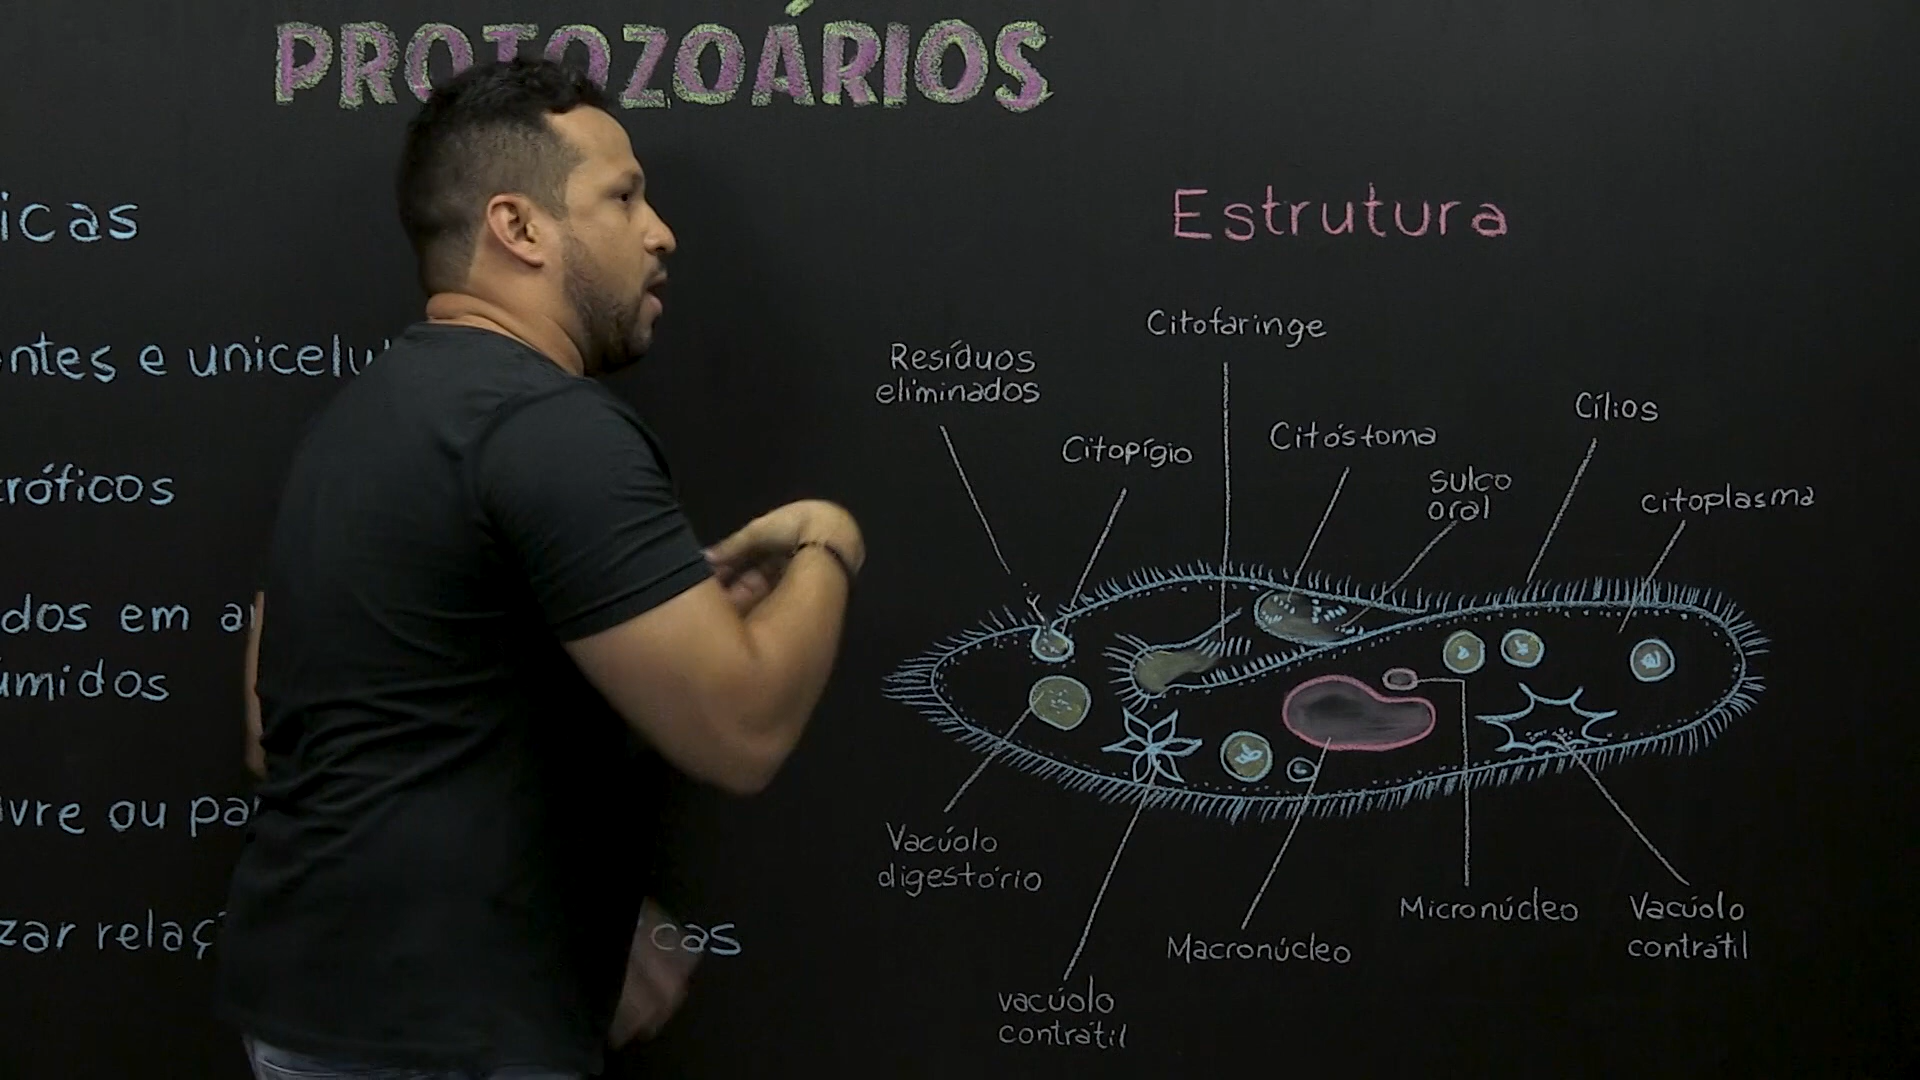 PROTOZOÁRIOS
icas
ntes e unicelu
róficos
dos em a
úmidos
ivre ou pa
zar relaç cas
Estrutura
Citofaringe
Resíduos
eliminados
Cílios
Citóstoma
Citopígio
sulco
oral
citoplasma
Vacúolo
digestório
Micronúcleo
Vacúolo
contrátil
Macronúcleo
vacúolo
contrátil